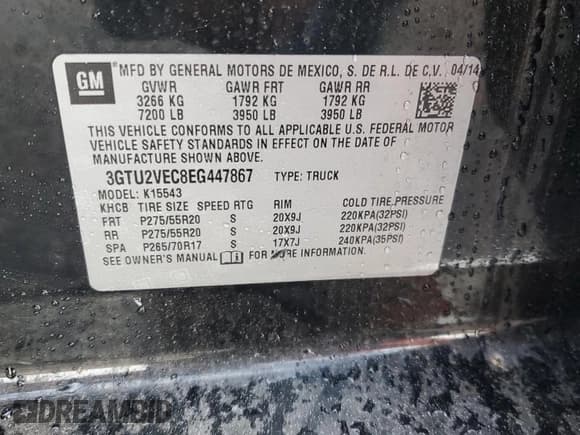 GM
MFD BY GENERAL MOTORS DE MEXICO, S. DE R.L. DE C.V. 04/14
GVWR GAWR FRT GAWR RR
3266 KG 1792 KG 1792 KG
7200 LB 3950 LB 3950 LB
THIS VEHICLE CONFORMS TO ALL APPLICABLE U.S. FEDERAL MOTOR
VEHICLE SAFETY STANDARDS IN EFFECT ON THE DATE OF
MANUFACTURE SHOWN ABOVE.
3GTU2VEC8EG447867 TYPE: TRUCK
MODEL: K15543
KHCB TIRE SIZE SPEED RTG RIM COLD TIRE PRESSURE
FRT P275/55R20 S 20X9J 220KPA(32PSI)
RR P275/55R20 S 20X9J 220KPA(32PSI)
SPA P265/70R17 S 17X7J 240KPA(35PSI)
SEE OWNER'S MANUAL FOR MORE INFORMATION
DREAMBID